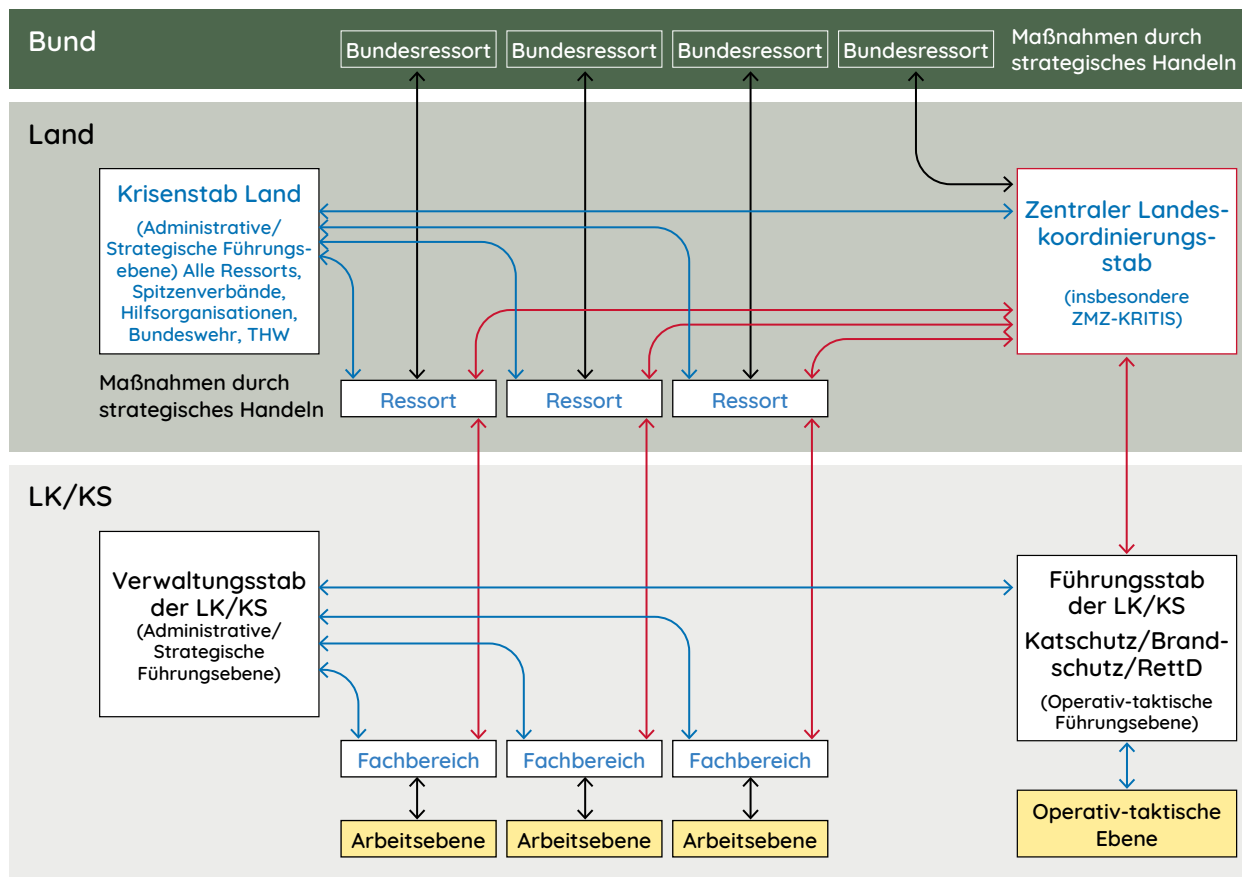 Bund
Bundesressort
Bundesressort
Bundesressort
Bundesressort
Maßnahmen durch
strategisches Handeln
Land
Krisenstab Land
(Administrative/
Strategische Führungs-
ebene) Alle Ressorts,
Spitzenverbände,
Hilfsorganisationen,
Bundeswehr, THW
Zentraler Landes-
koordinierungs-
stab
(insbesondere
ZMZ-KRITIS)
Maßnahmen durch
strategisches Handeln
Ressort
Ressort
Ressort
LK/KS
Verwaltungsstab
der LK/KS
(Administrative/
Strategische
Führungsebene)
Führungsstab
der LK/KS
Katschutz/Brand-
schutz/RettD
(Operativ-taktische
Führungsebene)
Fachbereich
Fachbereich
Fachbereich
Arbeitsebene
Arbeitsebene
Arbeitsebene
Operativ-taktische
Ebene